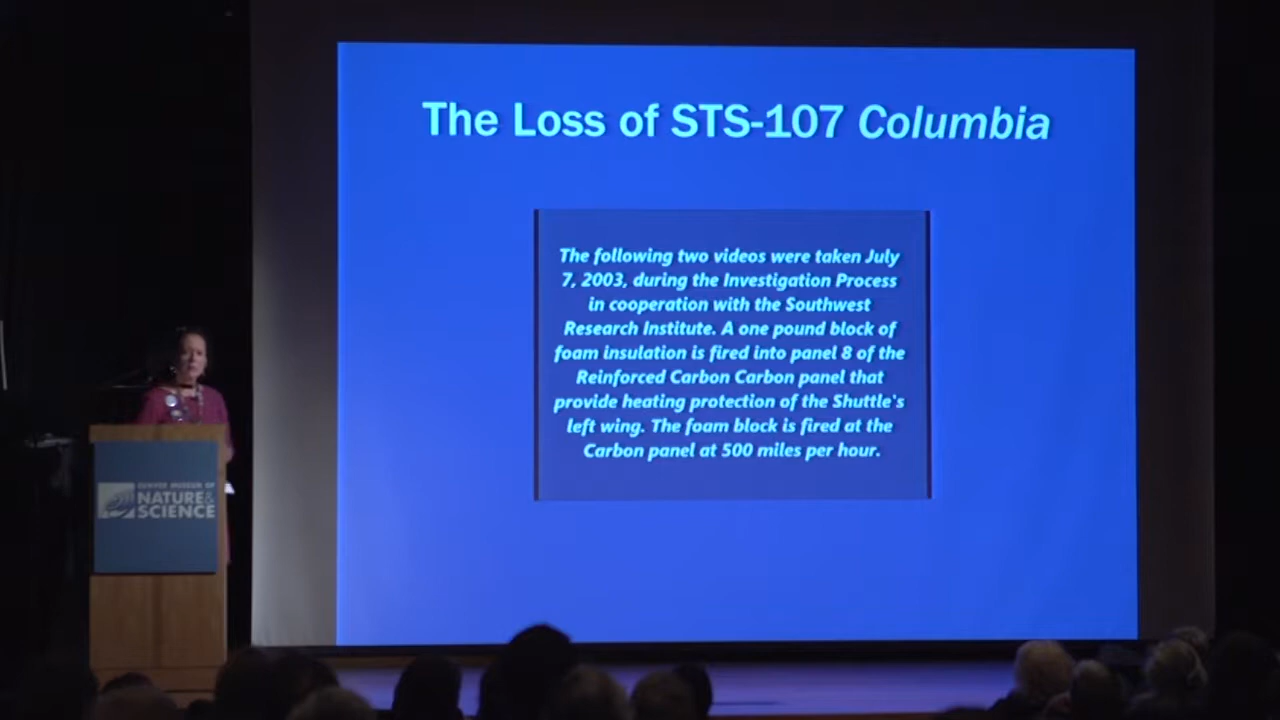 The Loss of STS-107 Columbia
The following two videos were taken July
7, 2003, during the Investigation Process
in cooperation with the Southwest
Research Institute. A one pound block of
foam insulation is fired into panel 8 of the
Reinforced Carbon Carbon panel that
provide heating protection of the Shuttle's
left wing. The foam block is fired at the
Carbon panel at 500 miles per hour.
DENVER MUSEUM OF
NATURE &
SCIENCE